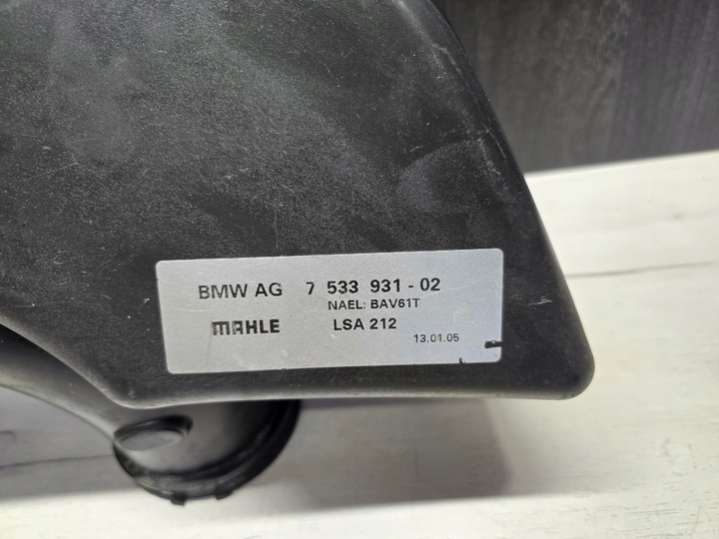 BMW AG 7 533 931 - 02
NAEL: BAV61T
MAHLE LSA 212
13.01.05